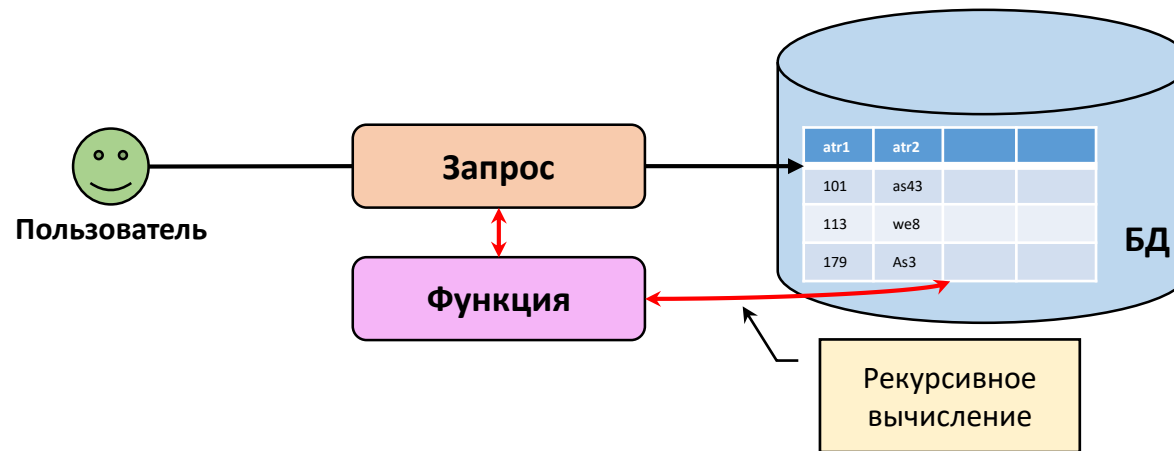 Пользователь
Запрос
Функция
atr1 atr2
101 as43
113 we8
179 As3
БД
Рекурсивное
вычисление